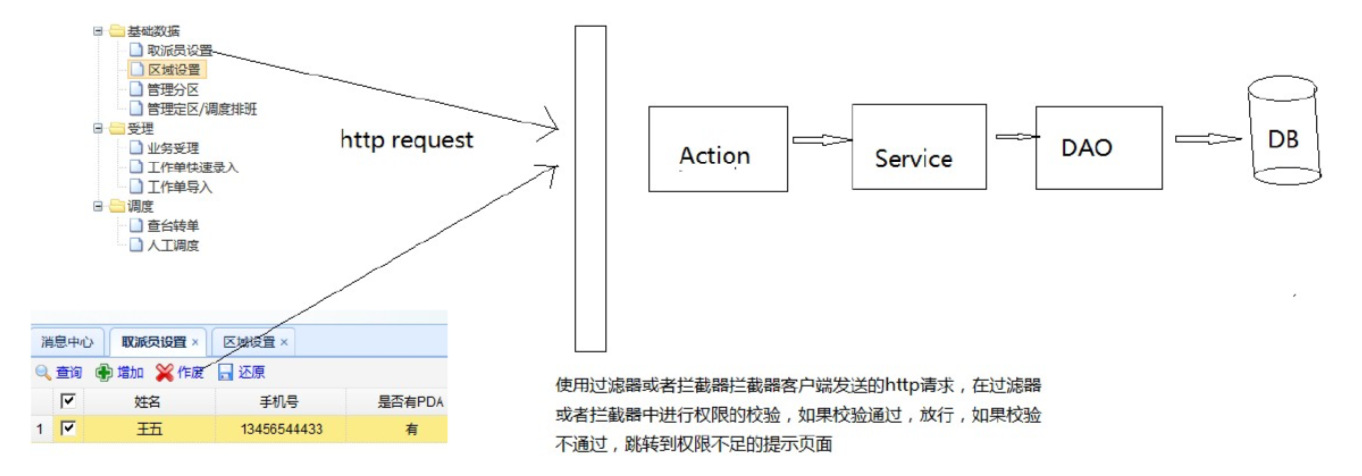 基础数据
取派员设置
区域设置
管理分区
管理定区/调度排班
受理
业务受理
工作单快速录入
工作单导入
调度
查台转单
人工调度
http request
Action
Service
DAO
DB
消息中心 取派员设置 × 区域设置 ×
查询 增加 作废 还原
姓名 手机号 是否有PDA
1 王五 13456544433 有
使用过滤器或者拦截器拦截器客户端发送的http请求，在过滤器
或者拦截器中进行权限的校验，如果校验通过，放行，如果校验
不通过，跳转到权限不足的提示页面